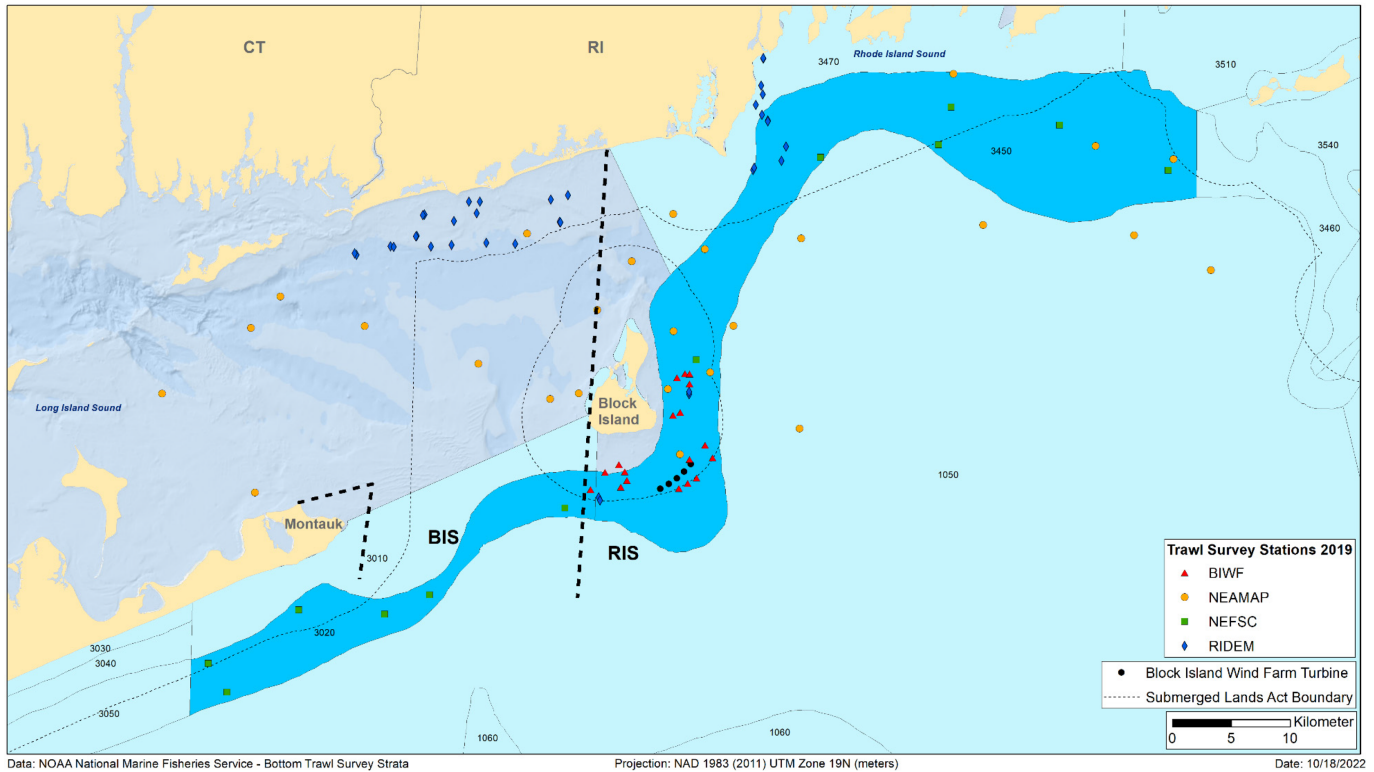 CT
RI
Rhode Island Sound
3470
3510
3540
3450
3460
Long Island Sound
Block
Island
1050
Montauk
BIS
RIS
3010
3020
3030
3040
3050
1060
1060
Trawl Survey Stations 2019
BIWF
NEAMAP
NEFSC
RIDEM
Block Island Wind Farm Turbine
Submerged Lands Act Boundary
Kilometer
0 5 10
Data: NOAA National Marine Fisheries Service - Bottom Trawl Survey Strata
Projection: NAD 1983 (2011) UTM Zone 19N (meters)
Date: 10/18/2022